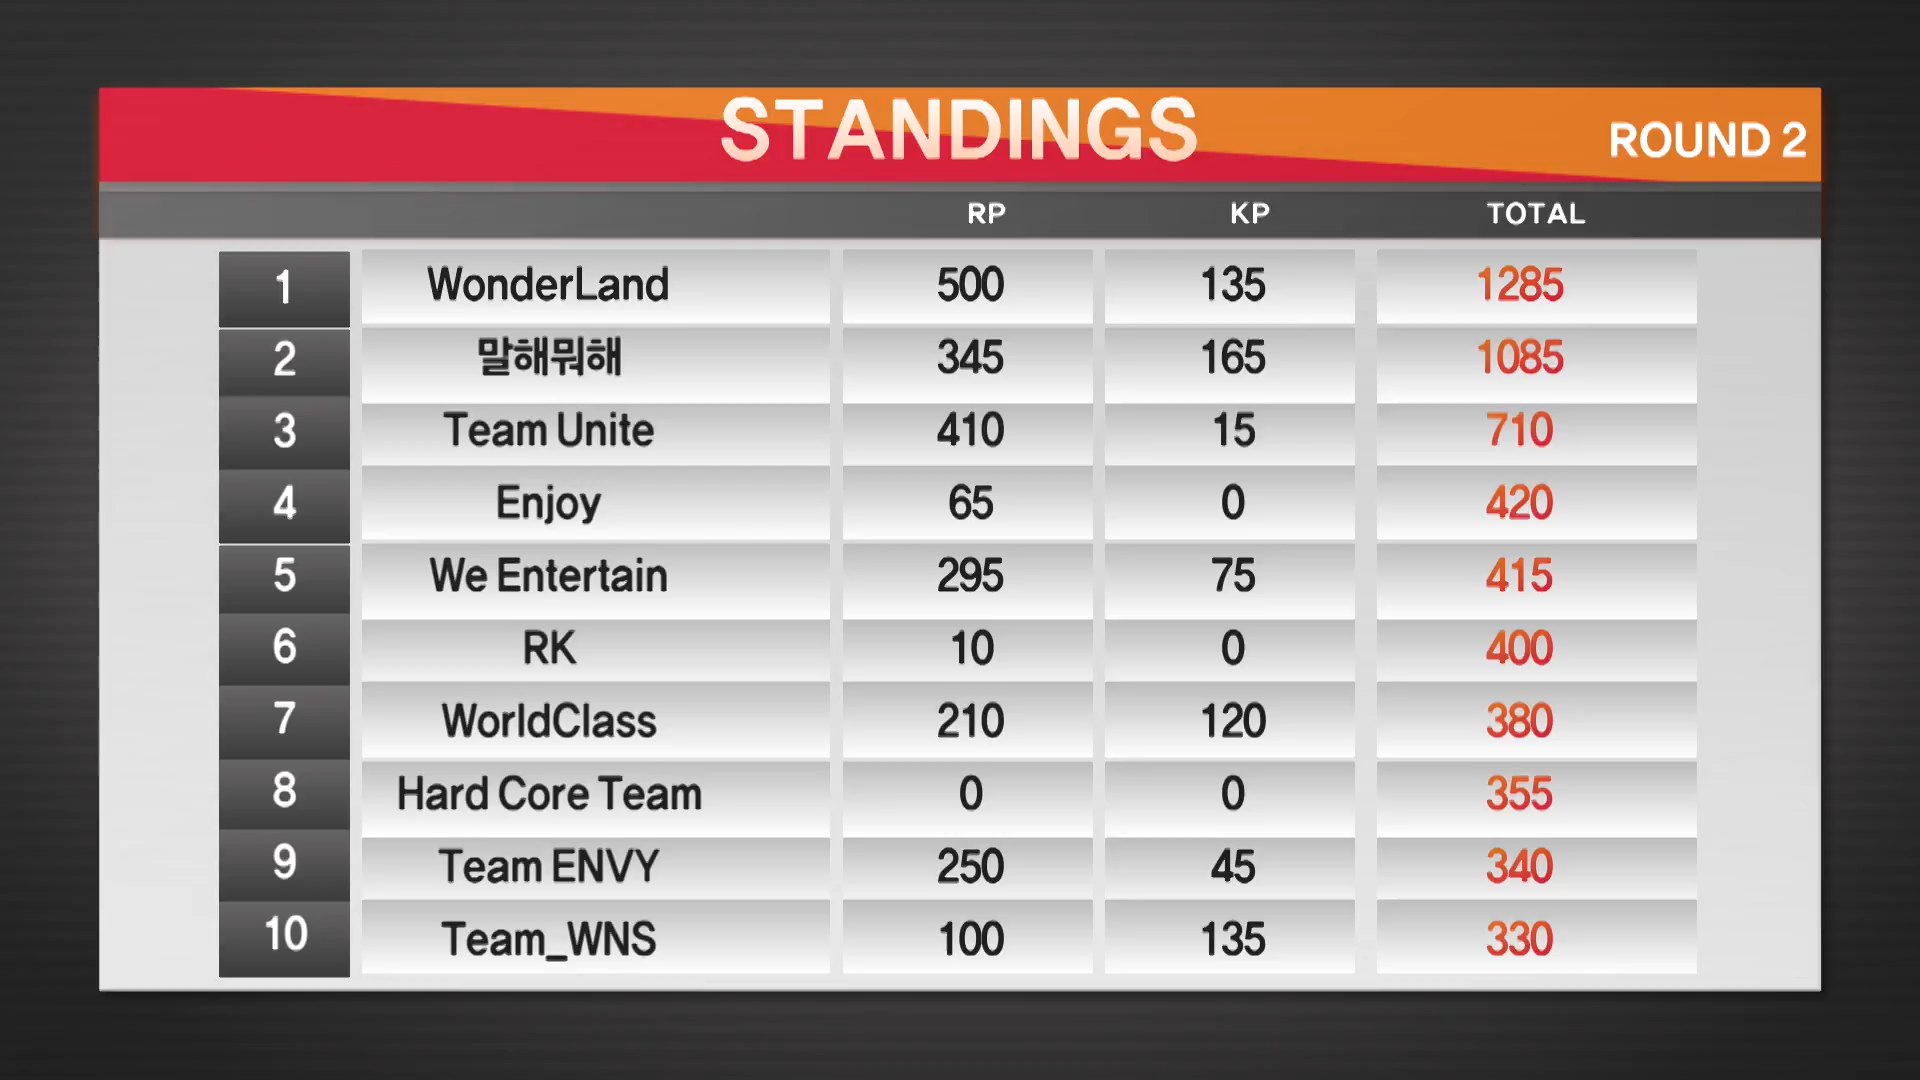 STANDINGS
ROUND 2
RP KP TOTAL
1 WonderLand 500 135 1285
2 말해뭐해 345 165 1085
3 Team Unite 410 15 710
4 Enjoy 65 0 420
5 We Entertain 295 75 415
6 RK 10 0 400
7 WorldClass 210 120 380
8 Hard Core Team 0 0 355
9 Team ENVY 250 45 340
10 Team_WNS 100 135 330